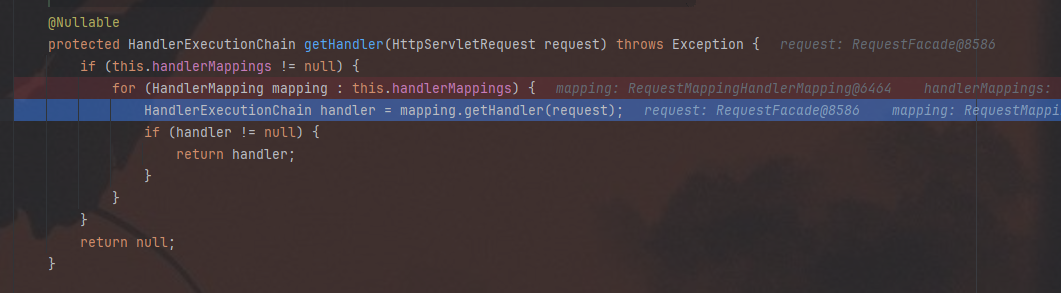 @Nullable
protected HandlerExecutionChain getHandler(HttpServletRequest request) throws Exception {   request: RequestFacade@8586
if (this.handlerMappings != null) {
for (HandlerMapping mapping : this.handlerMappings) {   mapping: RequestMappingHandlerMapping@6464   handlerMappings:
HandlerExecutionChain handler = mapping.getHandler(request);   request: RequestFacade@8586   mapping: RequestMappi
if (handler != null) {
return handler;
}
}
}
return null;
}